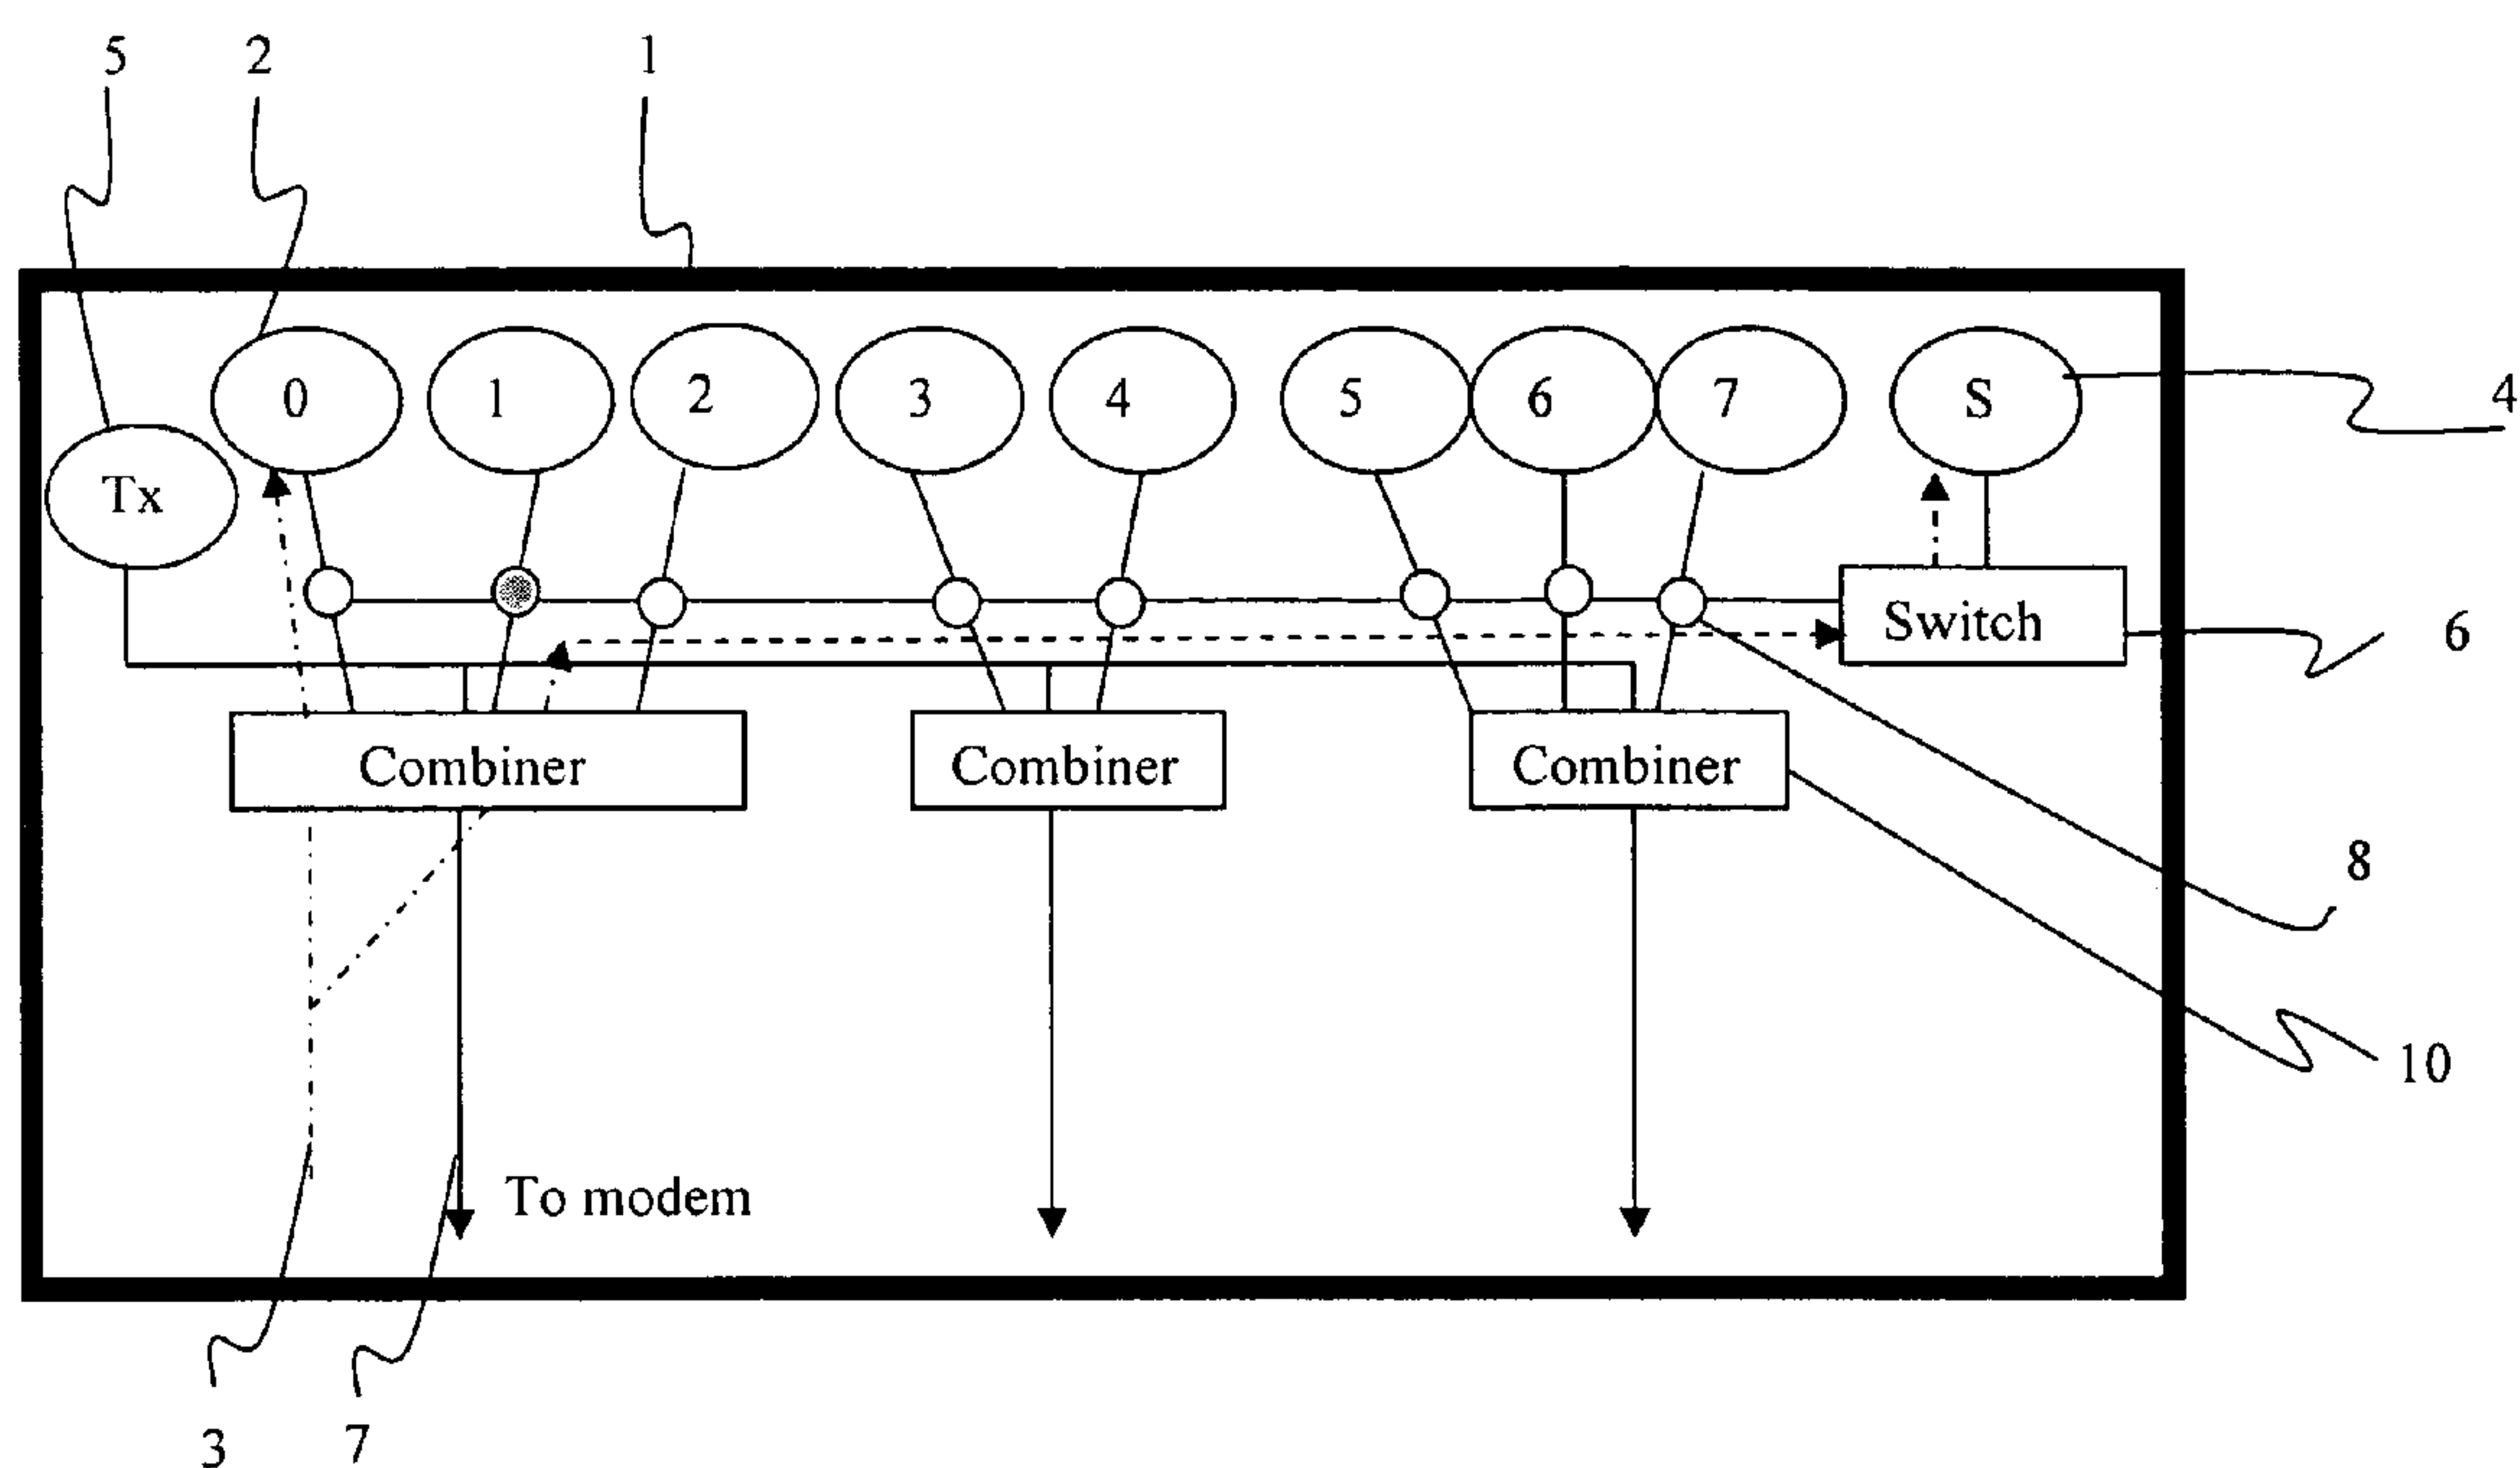 5 2 1
0 1 2 3 4 5 6 7 S
4
Tx
Switch
6
Combiner Combiner Combiner
8
10
To modem
3 7